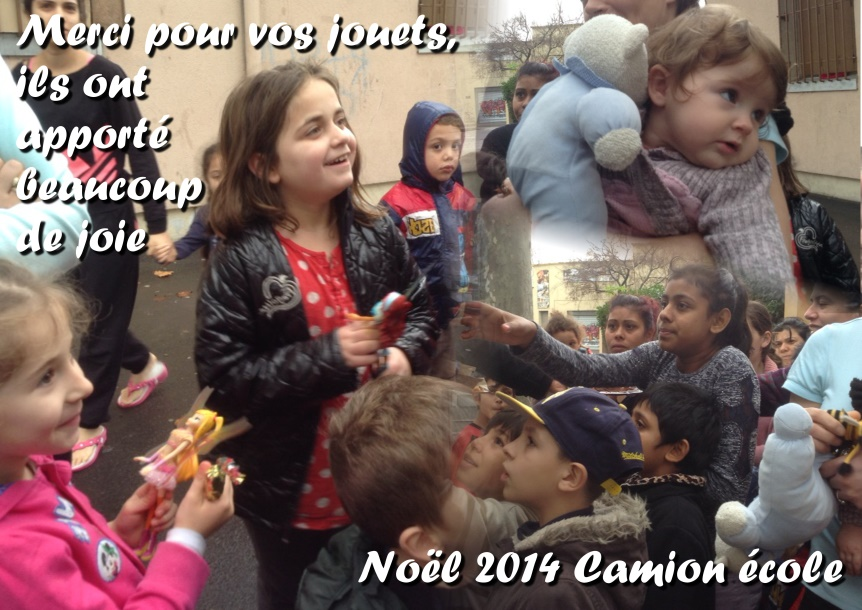 Merci pour vos jouets,
ils ont
apporté
beaucoup
de joie
Noël 2014 Camion école